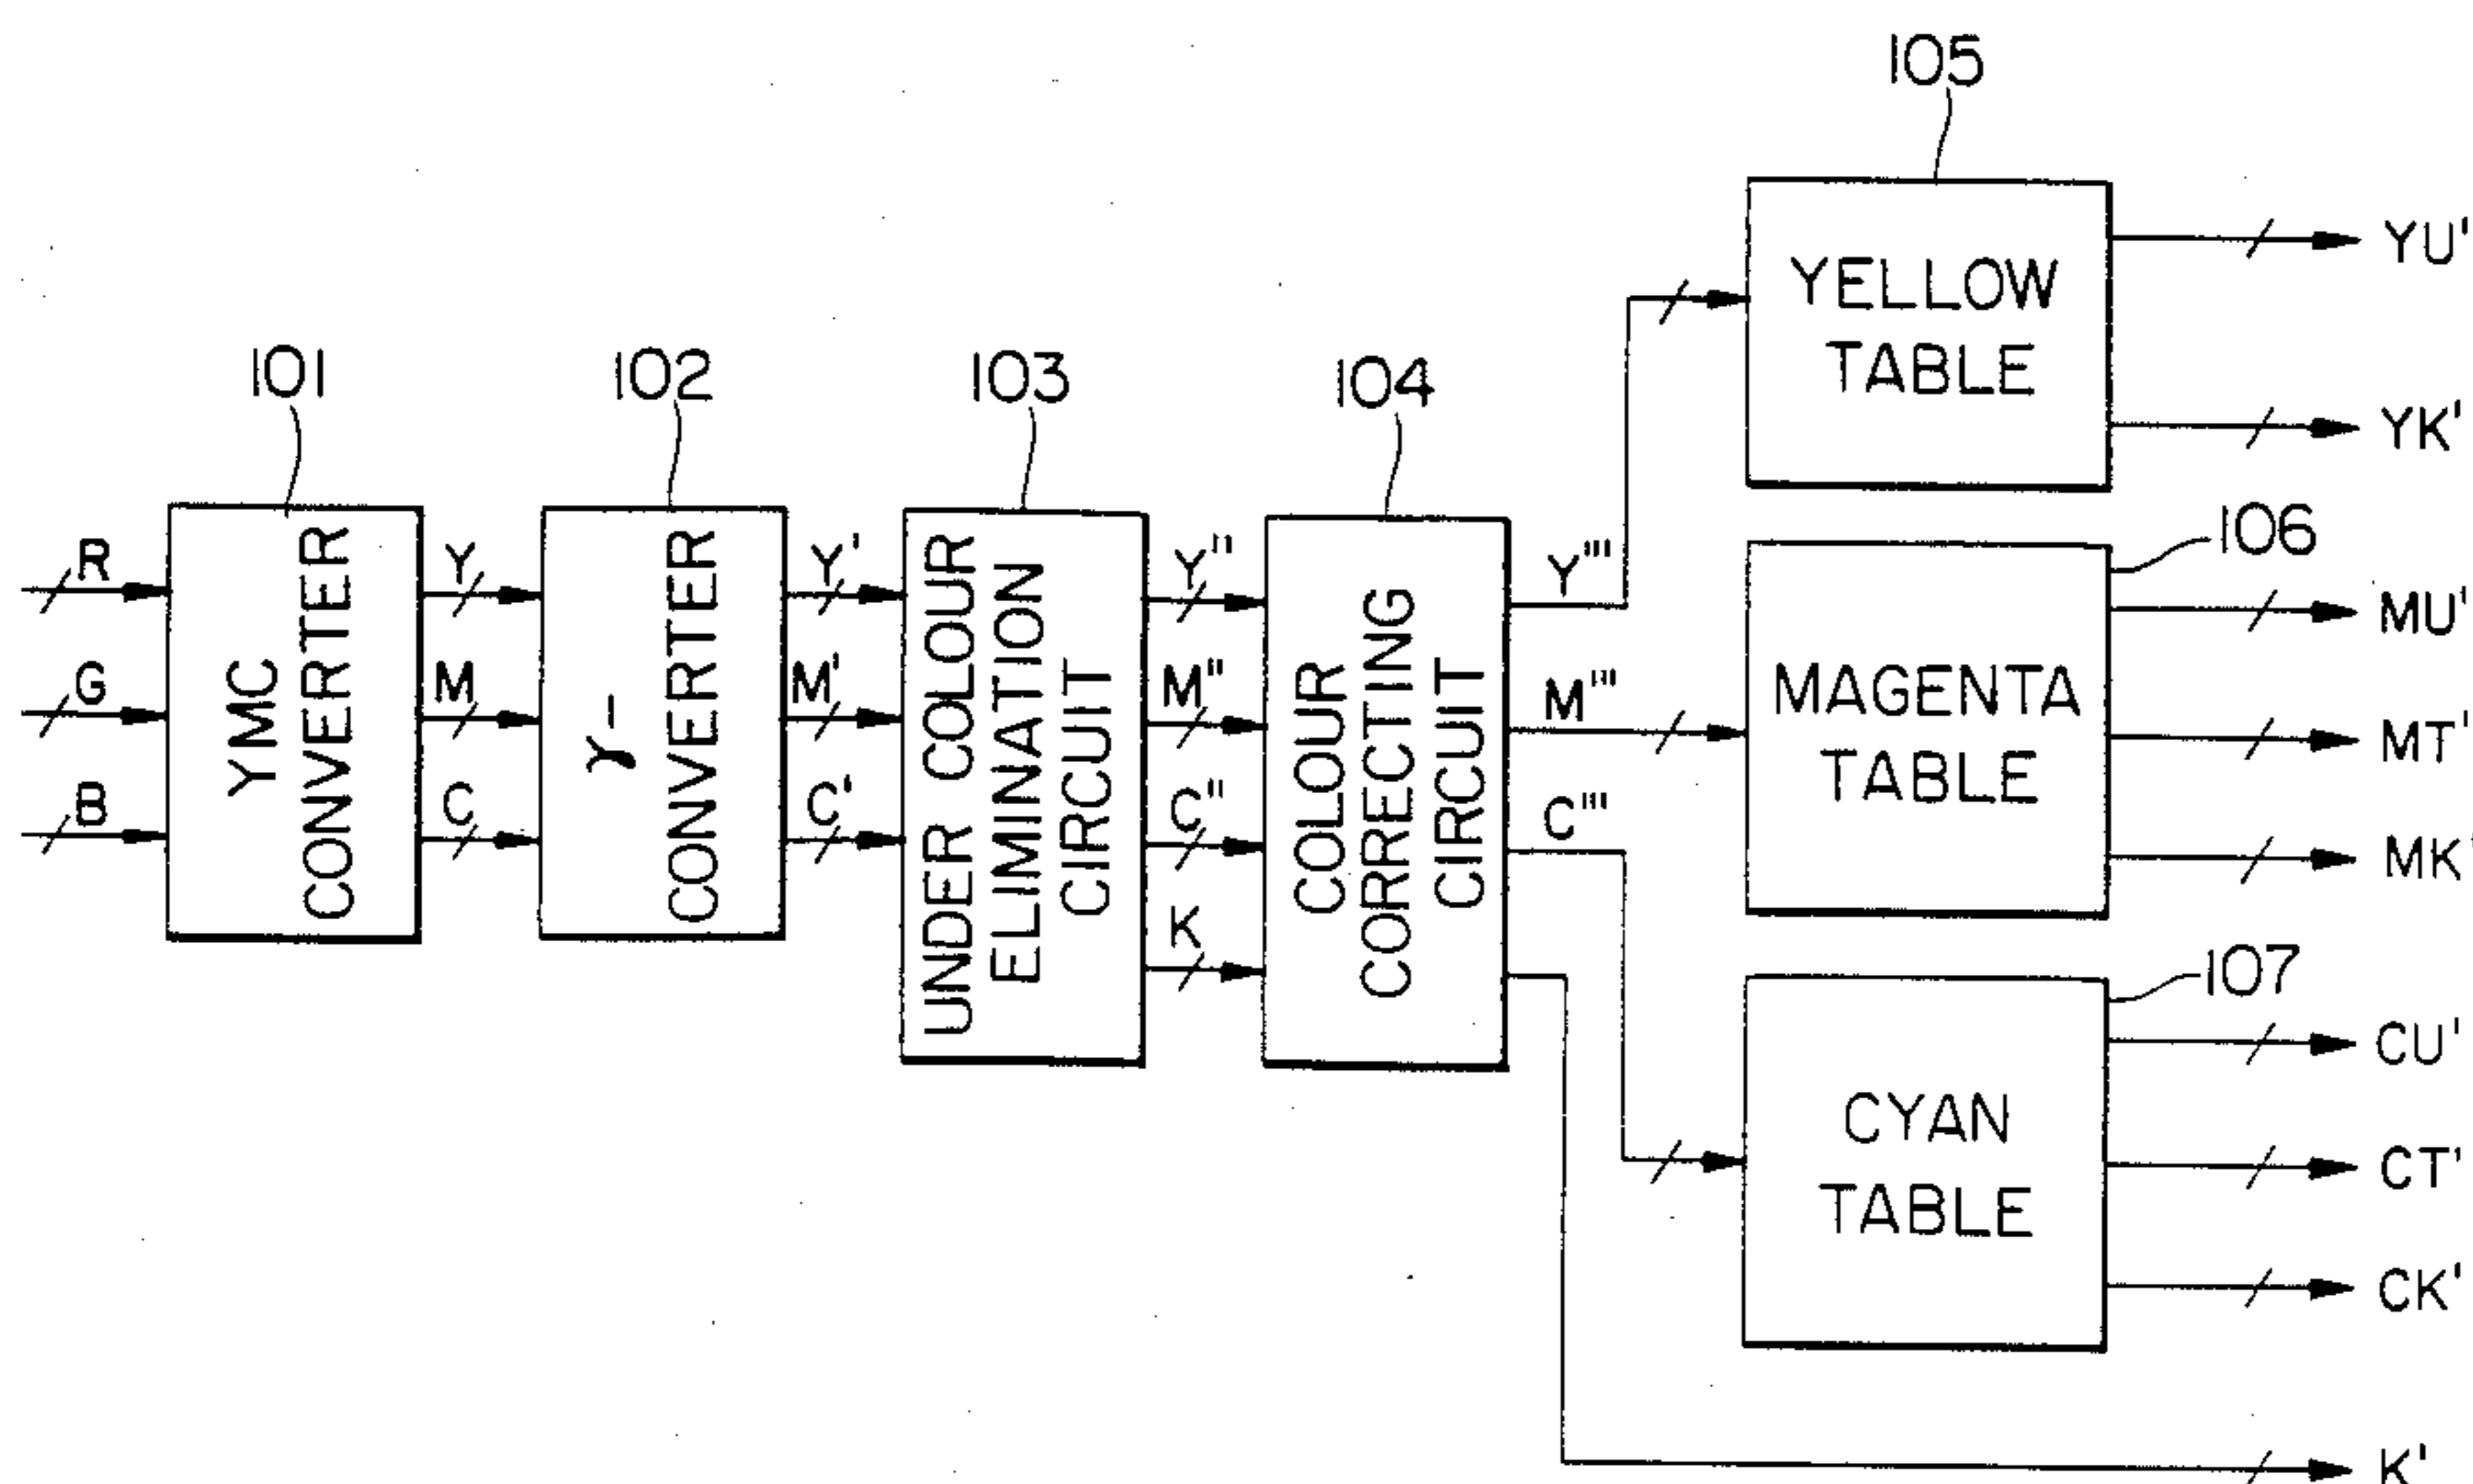 105
YU'
YELLOW
TABLE
YK'
101
102
103
104
106
R
G
B
YMC
CONVERTER
Y
M
C
γ-
CONVERTER
Y'
M'
C'
UNDER COLOUR
ELIMINATION
CIRCUIT
Y"
M"
C"
K
COLOUR
CORRECTING
CIRCUIT
Y'''
M'''
C'''
MAGENTA
TABLE
MU'
MT'
MK'
107
CYAN
TABLE
CU'
CT'
CK'
K'